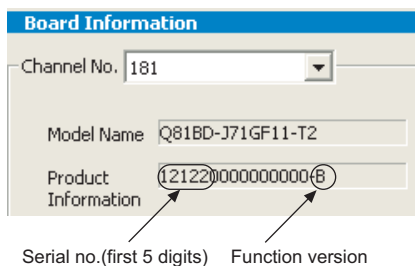 Board Information
Channel No. 181
Model Name Q81BD-J71GF11-T2
Product Information 121220000000000-B
Serial no.(first 5 digits) Function version